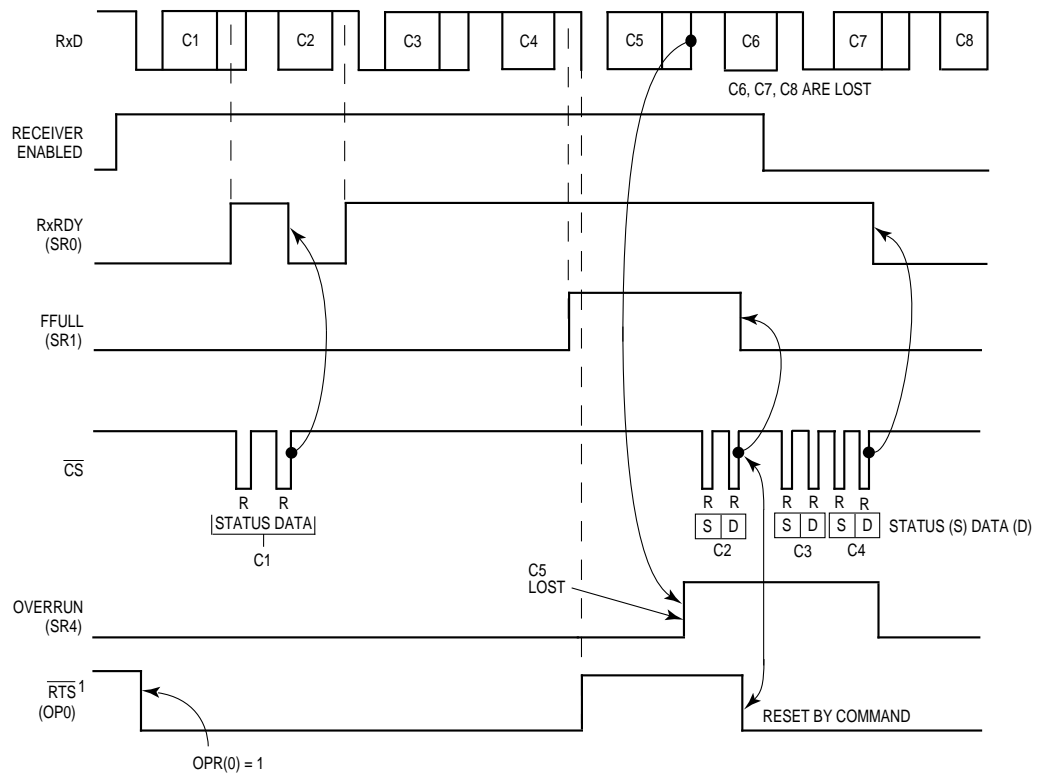 RxD
C1
C2
C3
C4
C5
C6
C7
C8
C6, C7, C8 ARE LOST
RECEIVER
ENABLED
RxRDY
(SR0)
FFULL
(SR1)
CS
R R
STATUS DATA
C1
R R
S D
C2
R R
S D
C3
R R
S D
C4
STATUS (S) DATA (D)
C5
LOST
OVERRUN
(SR4)
RTS 1
(OP0)
RESET BY COMMAND
OPR(0) = 1